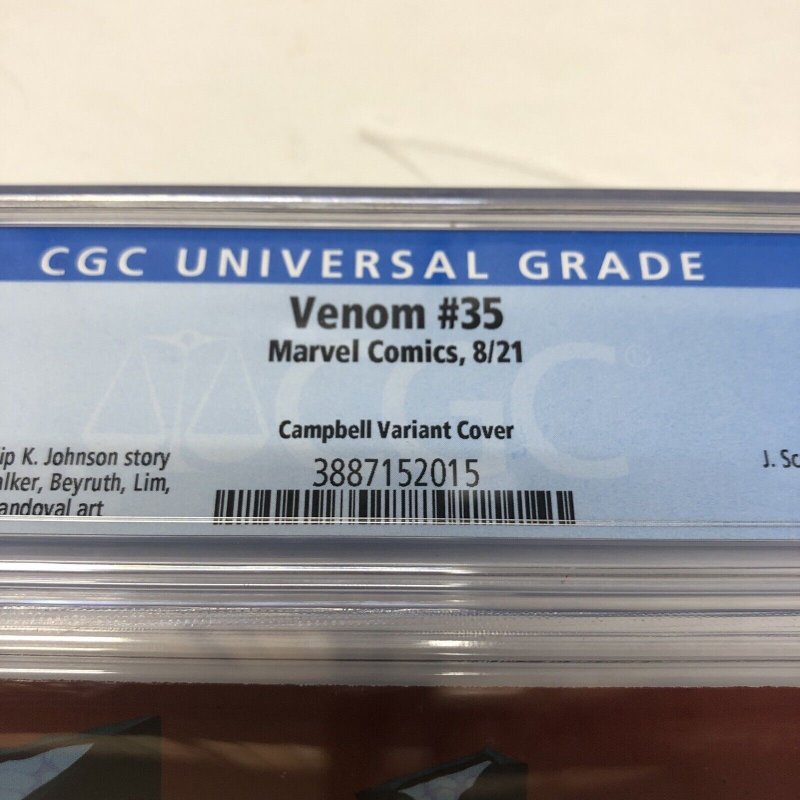 CGC UNIVERSAL GRADE
Venom #35
Marvel Comics, 8/21
CGC
Campbell Variant Cover
ip K. Johnson story
alker, Beyruth, Lim,
andoval art
3887152015
J. Sc